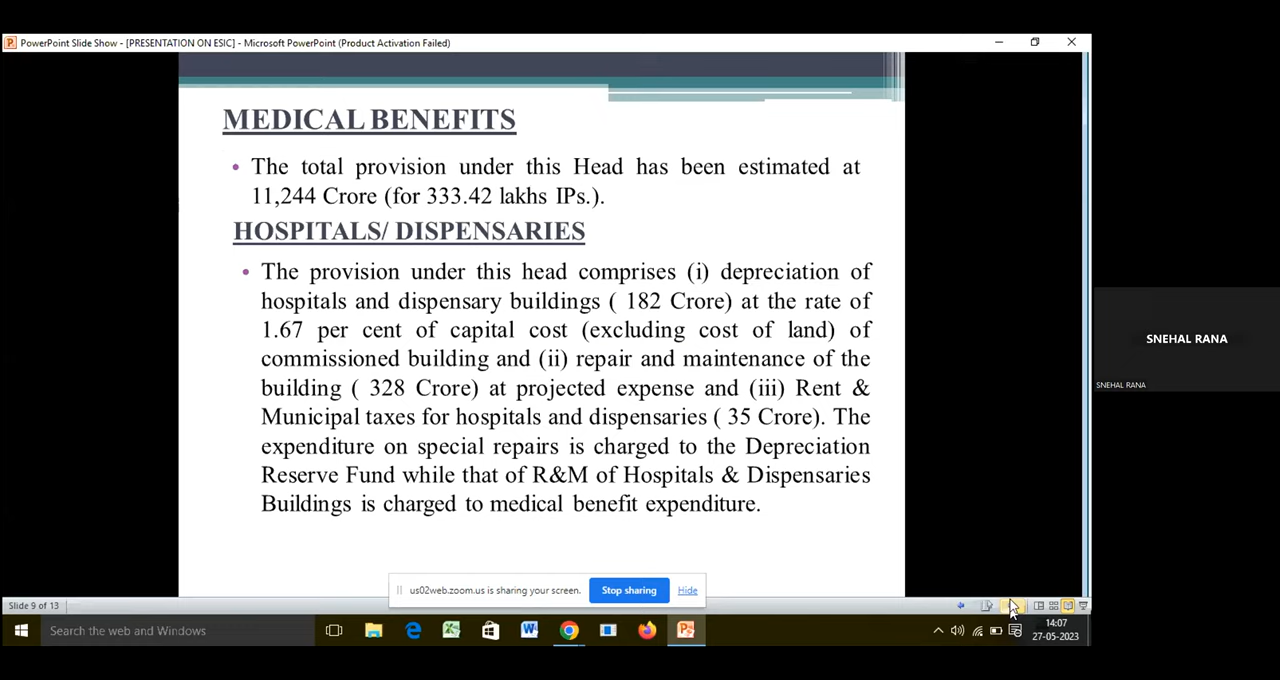 PowerPoint Slide Show - [PRESENTATION ON ESIC] - Microsoft PowerPoint (Product Activation Failed)
MEDICAL BENEFITS
• The total provision under this Head has been estimated at
11,244 Crore (for 333.42 lakhs IPs.).
HOSPITALS/ DISPENSARIES
• The provision under this head comprises (i) depreciation of
hospitals and dispensary buildings ( 182 Crore) at the rate of
1.67 per cent of capital cost (excluding cost of land) of
commissioned building and (ii) repair and maintenance of the
building ( 328 Crore) at projected expense and (iii) Rent &
Municipal taxes for hospitals and dispensaries ( 35 Crore). The
expenditure on special repairs is charged to the Depreciation
Reserve Fund while that of R&M of Hospitals & Dispensaries
Buildings is charged to medical benefit expenditure.
SNEHAL RANA
SNEHAL RANA
us02web.zoom.us is sharing your screen. Stop sharing Hide
Slide 9 of 13
Search the web and Windows
14:07
27-05-2023